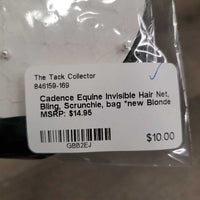 The Tack Collector
846159-169
Cadence Equine Invisible Hair Net,
Bling, Scrunchie, bag *new Blonde
MSRP: $14.95
$10.00
GBB2EJ